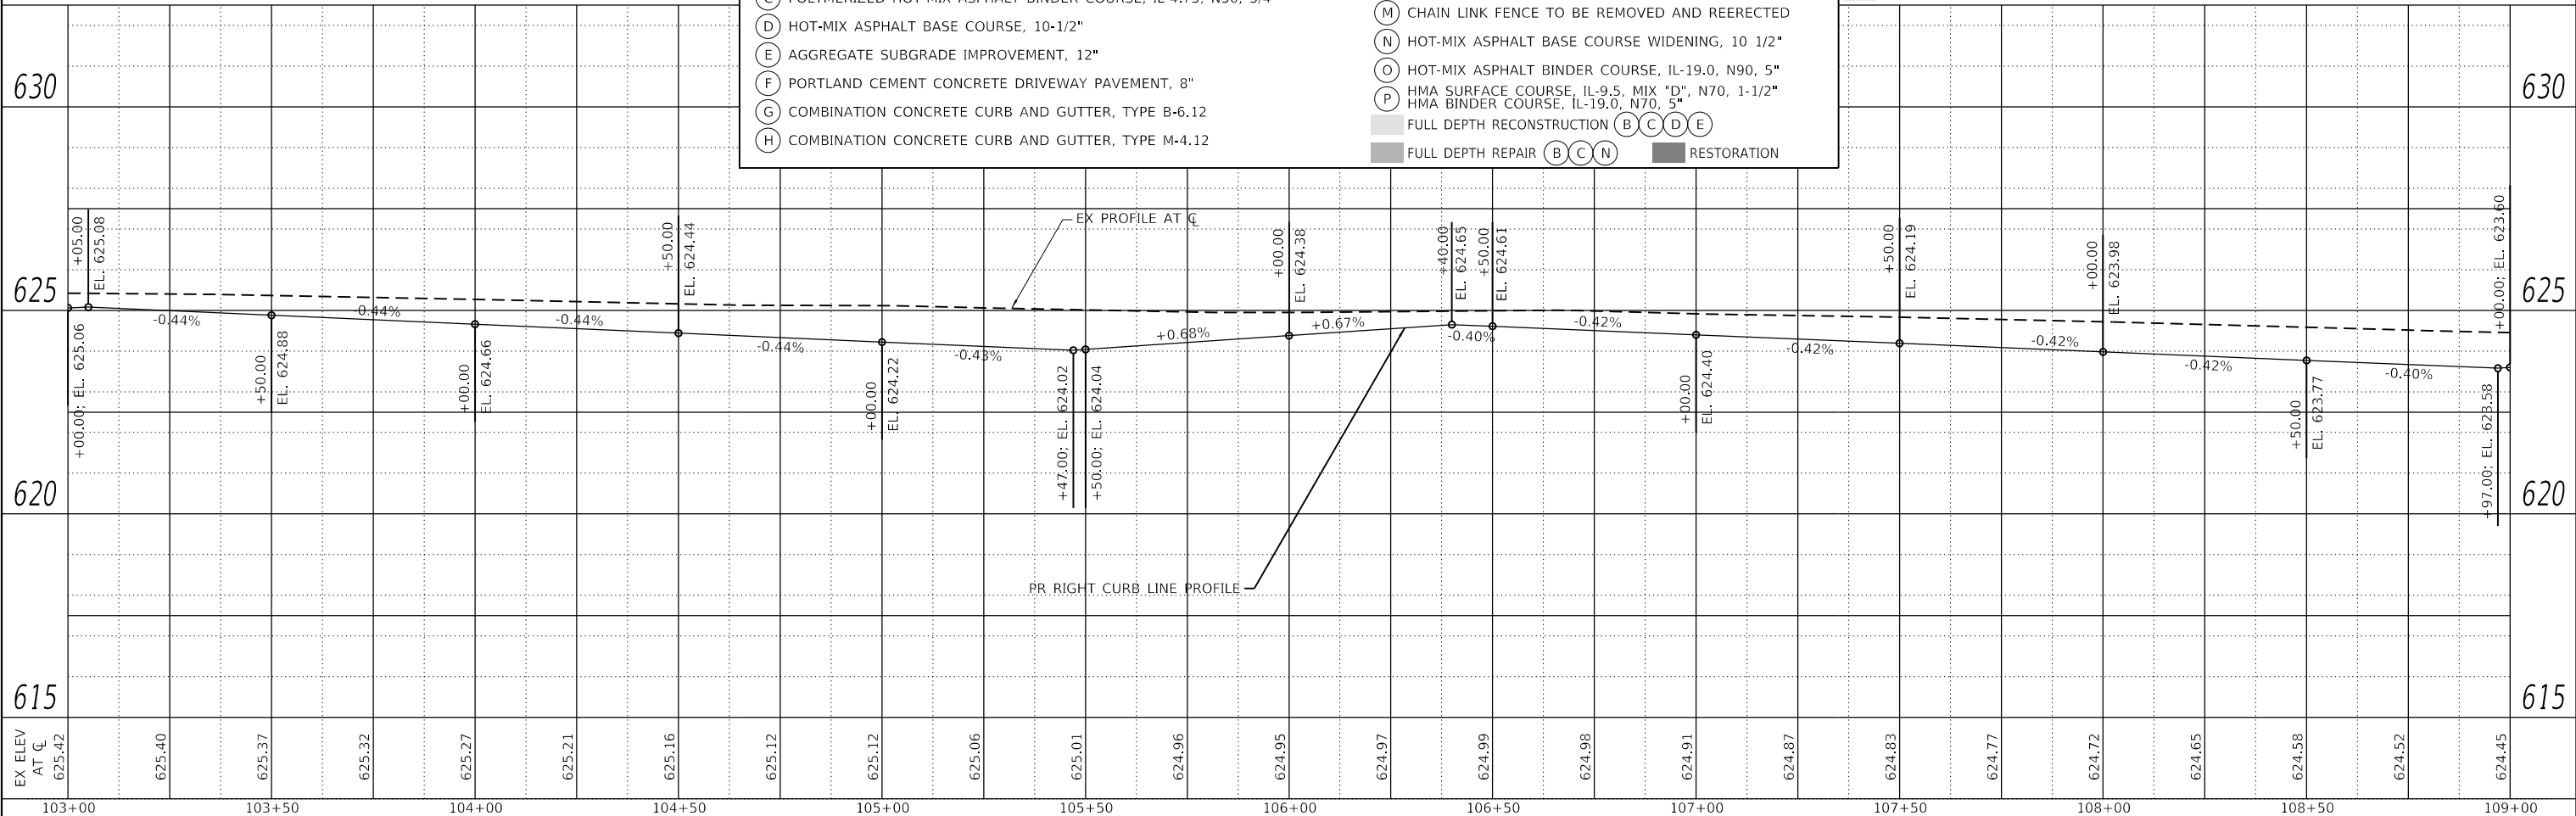 C POLYMERIZED HOT-MIX ASPHALT BINDER COURSE, IL-4.75, N50, 3/4"
D HOT-MIX ASPHALT BASE COURSE, 10-1/2"
E AGGREGATE SUBGRADE IMPROVEMENT, 12"
F PORTLAND CEMENT CONCRETE DRIVEWAY PAVEMENT, 8"
G COMBINATION CONCRETE CURB AND GUTTER, TYPE B-6.12
H COMBINATION CONCRETE CURB AND GUTTER, TYPE M-4.12
M CHAIN LINK FENCE TO BE REMOVED AND REERECTED
N HOT-MIX ASPHALT BASE COURSE WIDENING, 10 1/2"
O HOT-MIX ASPHALT BINDER COURSE, IL-19.0, N90, 5"
P HMA SURFACE COURSE, IL-9.5, MIX "D", N70, 1-1/2"
HMA BINDER COURSE, IL-19.0, N70, 5"
FULL DEPTH RECONSTRUCTION B C D E
FULL DEPTH REPAIR B C N
RESTORATION
630
630
625
625
620
620
615
615
+00.00; EL. 625.06
+05.00
EL. 625.08
-0.44%
+50.00
EL. 624.88
-0.44%
+00.00
EL. 624.66
-0.44%
+50.00
EL. 624.44
-0.44%
+00.00
EL. 624.22
-0.43%
+47.00; EL. 624.02
+50.00; EL. 624.04
+0.68%
+00.00
EL. 624.38
+0.67%
+40.00
EL. 624.65
-0.40%
+50.00
EL. 624.61
-0.42%
+00.00
EL. 624.40
-0.42%
+50.00
EL. 624.19
-0.42%
+00.00
EL. 623.98
-0.42%
+50.00
EL. 623.77
-0.40%
+97.00; EL. 623.58
+00.00; EL. 623.60
EX PROFILE AT ℄
PR RIGHT CURB LINE PROFILE
EX ELEV
AT ℄
625.42
625.40
625.37
625.32
625.27
625.21
625.16
625.12
625.12
625.06
625.01
624.96
624.95
624.97
624.99
624.98
624.91
624.87
624.83
624.77
624.72
624.65
624.58
624.52
624.45
103+00
103+50
104+00
104+50
105+00
105+50
106+00
106+50
107+00
107+50
108+00
108+50
109+00